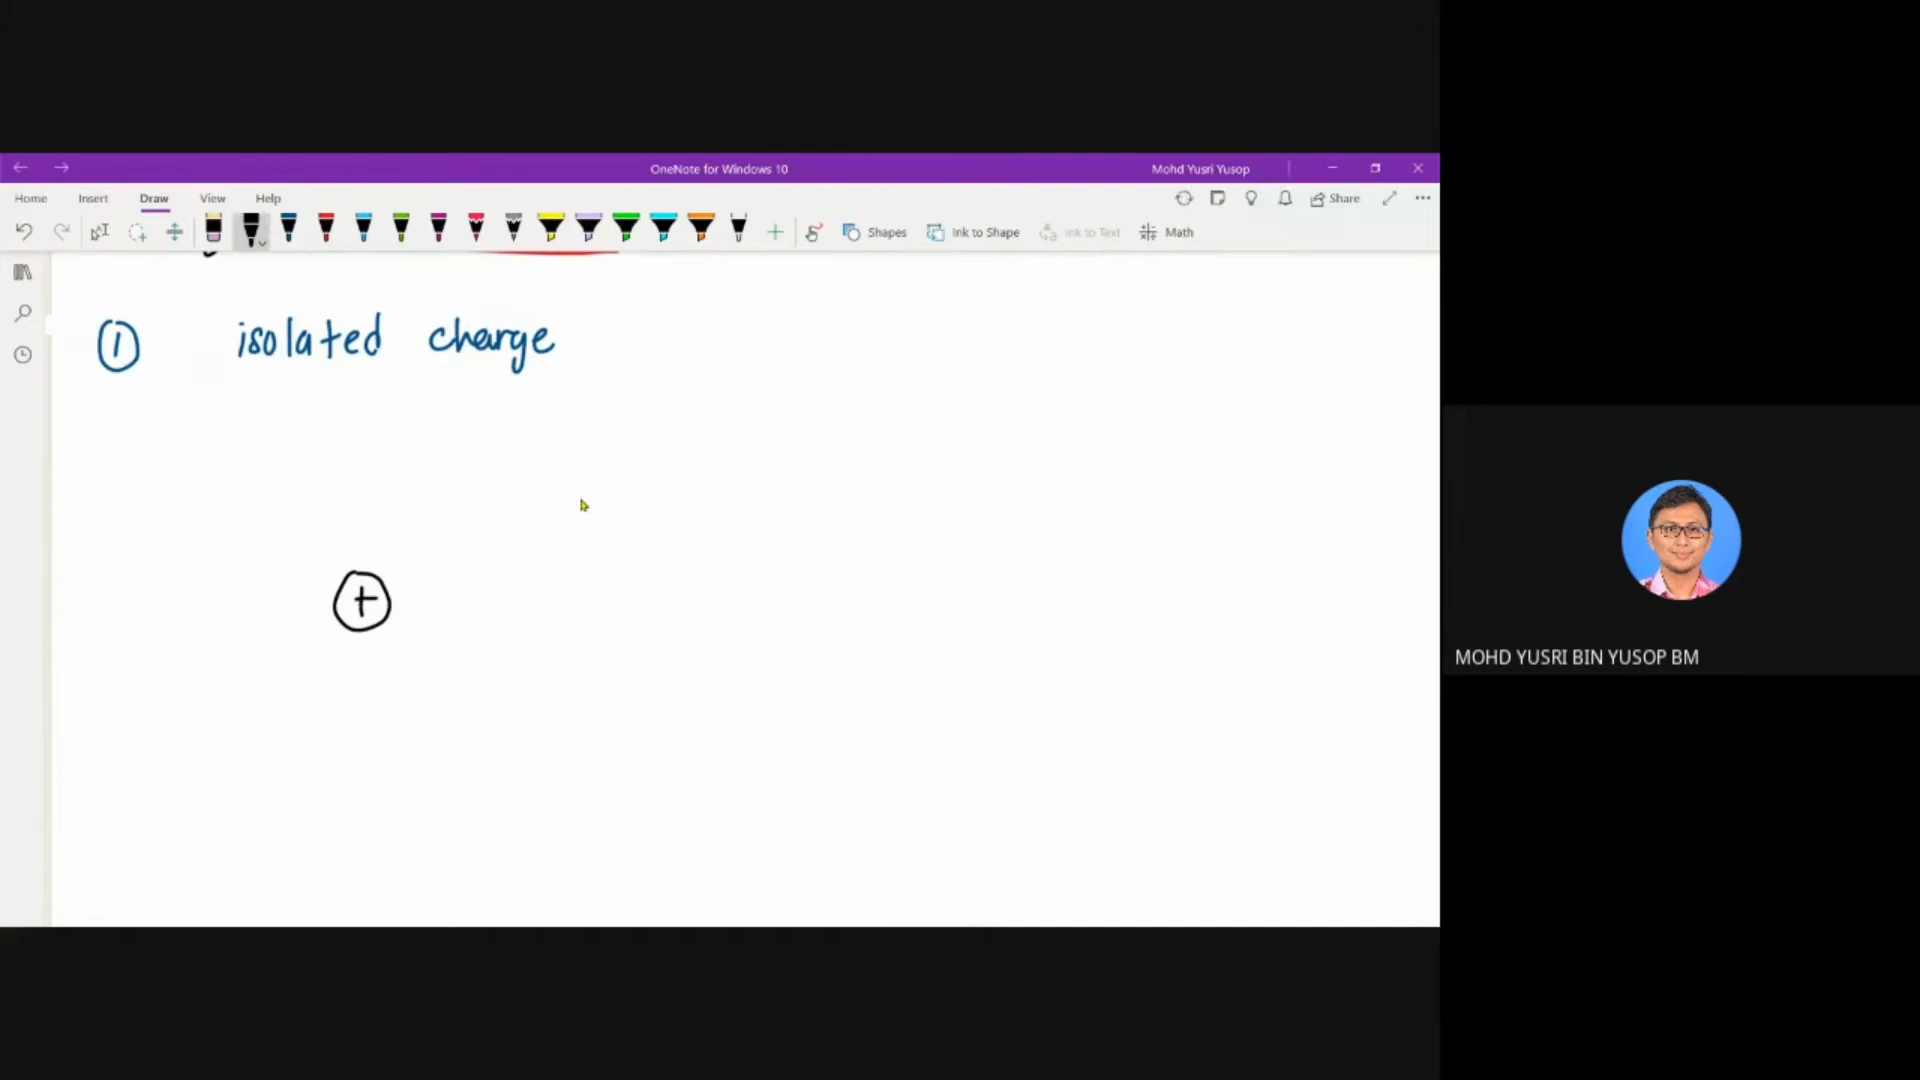 OneNote for Windows 10
Mohd Yusri Yusop
Home Insert Draw View Help
Share
Shapes Ink to Shape Ink to Text Math
① isolated charge
+
MOHD YUSRI BIN YUSOP BM